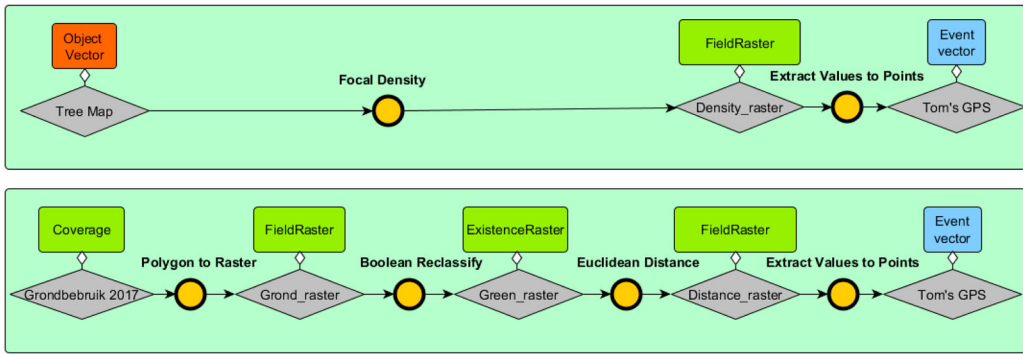 Object
Vector
FieldRaster
Event
vector
Focal Density
Extract Values to Points
Tree Map
Density_raster
Tom's GPS
Coverage
FieldRaster
ExistenceRaster
FieldRaster
Event
vector
Polygon to Raster
Boolean Reclassify
Euclidean Distance
Extract Values to Points
Grondbebruik 2017
Grond_raster
Green_raster
Distance_raster
Tom's GPS